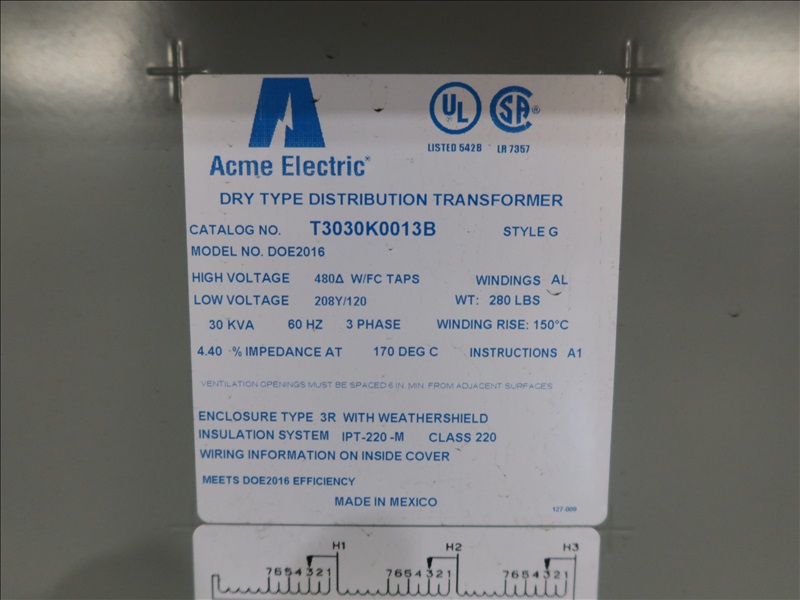 UL
SA®
LISTED 542B LR 7357
Acme Electric®
DRY TYPE DISTRIBUTION TRANSFORMER
CATALOG NO. T3030K0013B STYLE G
MODEL NO. DOE2016
HIGH VOLTAGE 480Δ W/FC TAPS WINDINGS AL
LOW VOLTAGE 208Y/120 WT: 280 LBS
30 KVA 60 HZ 3 PHASE WINDING RISE: 150°C
4.40 % IMPEDANCE AT 170 DEG C INSTRUCTIONS A1
VENTILATION OPENINGS MUST BE SPACED 6 IN. MIN. FROM ADJACENT SURFACES
ENCLOSURE TYPE 3R WITH WEATHERSHIELD
INSULATION SYSTEM IPT-220 -M CLASS 220
WIRING INFORMATION ON INSIDE COVER
MEETS DOE2016 EFFICIENCY
MADE IN MEXICO
127-009
H1 H2 H3
7654321 7654321 7654321